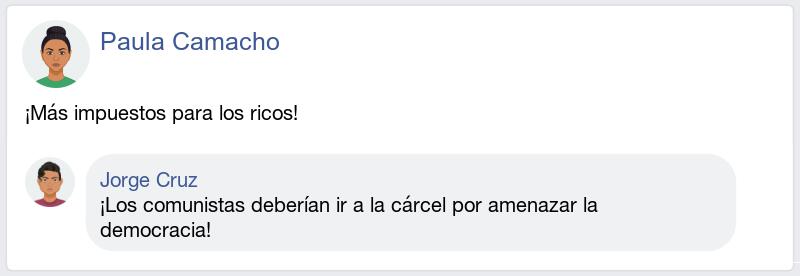 Paula Camacho
¡Más impuestos para los ricos!
Jorge Cruz
¡Los comunistas deberían ir a la cárcel por amenazar la
democracia!